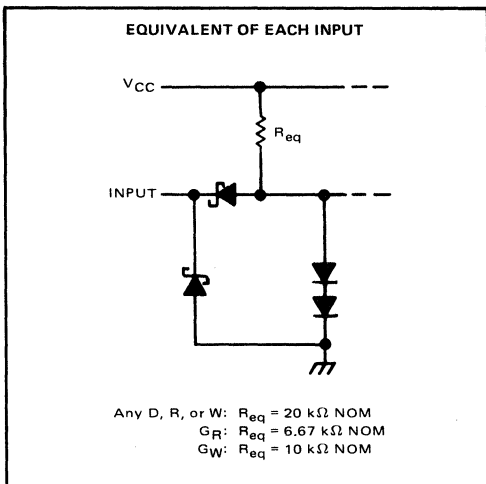 EQUIVALENT OF EACH INPUT
VCC
Req
INPUT
Any D, R, or W: Req = 20 kΩ NOM
GR: Req = 6.67 kΩ NOM
GW: Req = 10 kΩ NOM